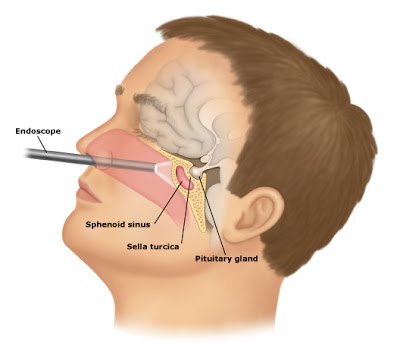 Endoscope
Sphenoid sinus
Sella turcica
Pituitary gland